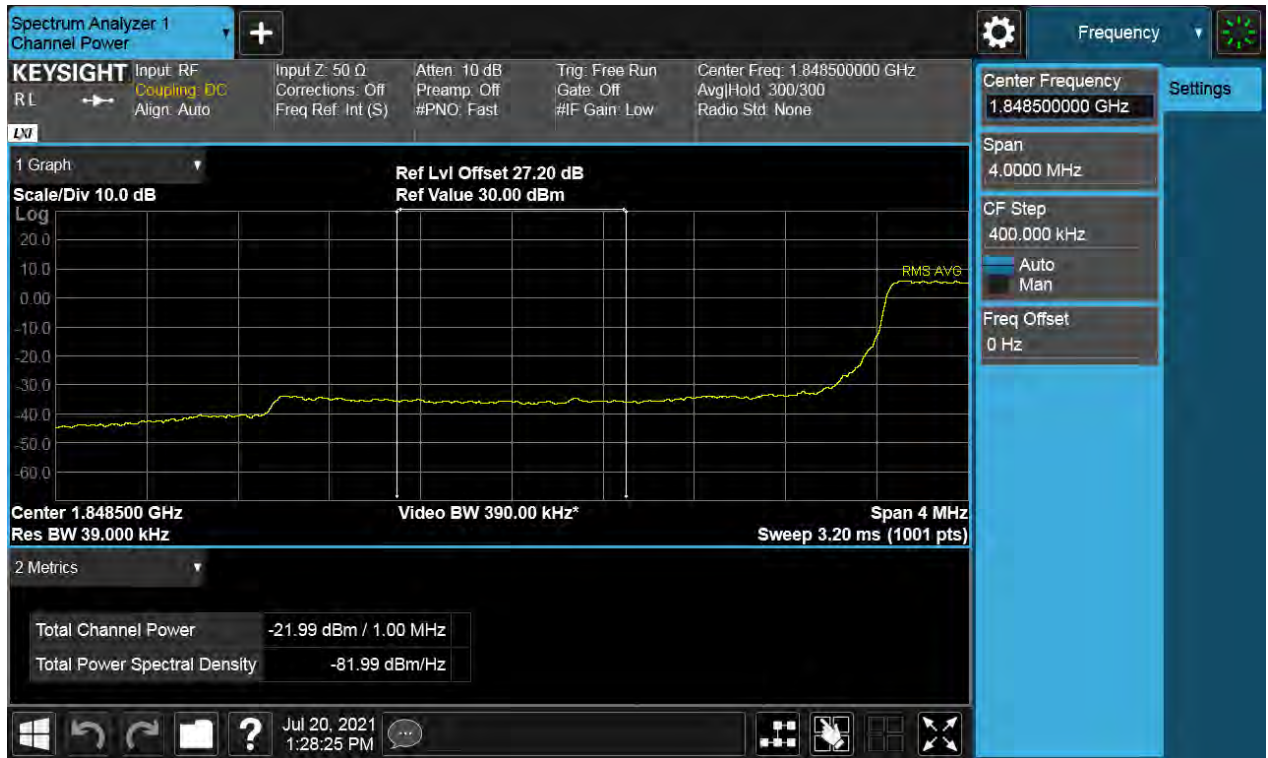 Spectrum Analyzer 1
Channel Power
+
Frequency
KEYSIGHT
RL
LXI
Input: RF
Coupling: DC
Align: Auto
Input Z: 50 Ω
Corrections: Off
Freq Ref: Int (S)
Atten: 10 dB
Preamp: Off
#PNO: Fast
Trig: Free Run
Gate: Off
#IF Gain: Low
Center Freq: 1.848500000 GHz
Avg|Hold: 300/300
Radio Std: None
1 Graph
Scale/Div 10.0 dB
Ref Lvl Offset 27.20 dB
Ref Value 30.00 dBm
Log
20.0
10.0
0.00
-10.0
-20.0
-30.0
-40.0
-50.0
-60.0
RMS AVG
Center 1.848500 GHz
Res BW 39.000 kHz
Video BW 390.00 kHz*
Span 4 MHz
Sweep 3.20 ms (1001 pts)
2 Metrics
Total Channel Power -21.99 dBm / 1.00 MHz
Total Power Spectral Density -81.99 dBm/Hz
?
Jul 20, 2021
1:28:25 PM
Center Frequency
1.848500000 GHz
Settings
Span
4.0000 MHz
CF Step
400.000 kHz
Auto
Man
Freq Offset
0 Hz